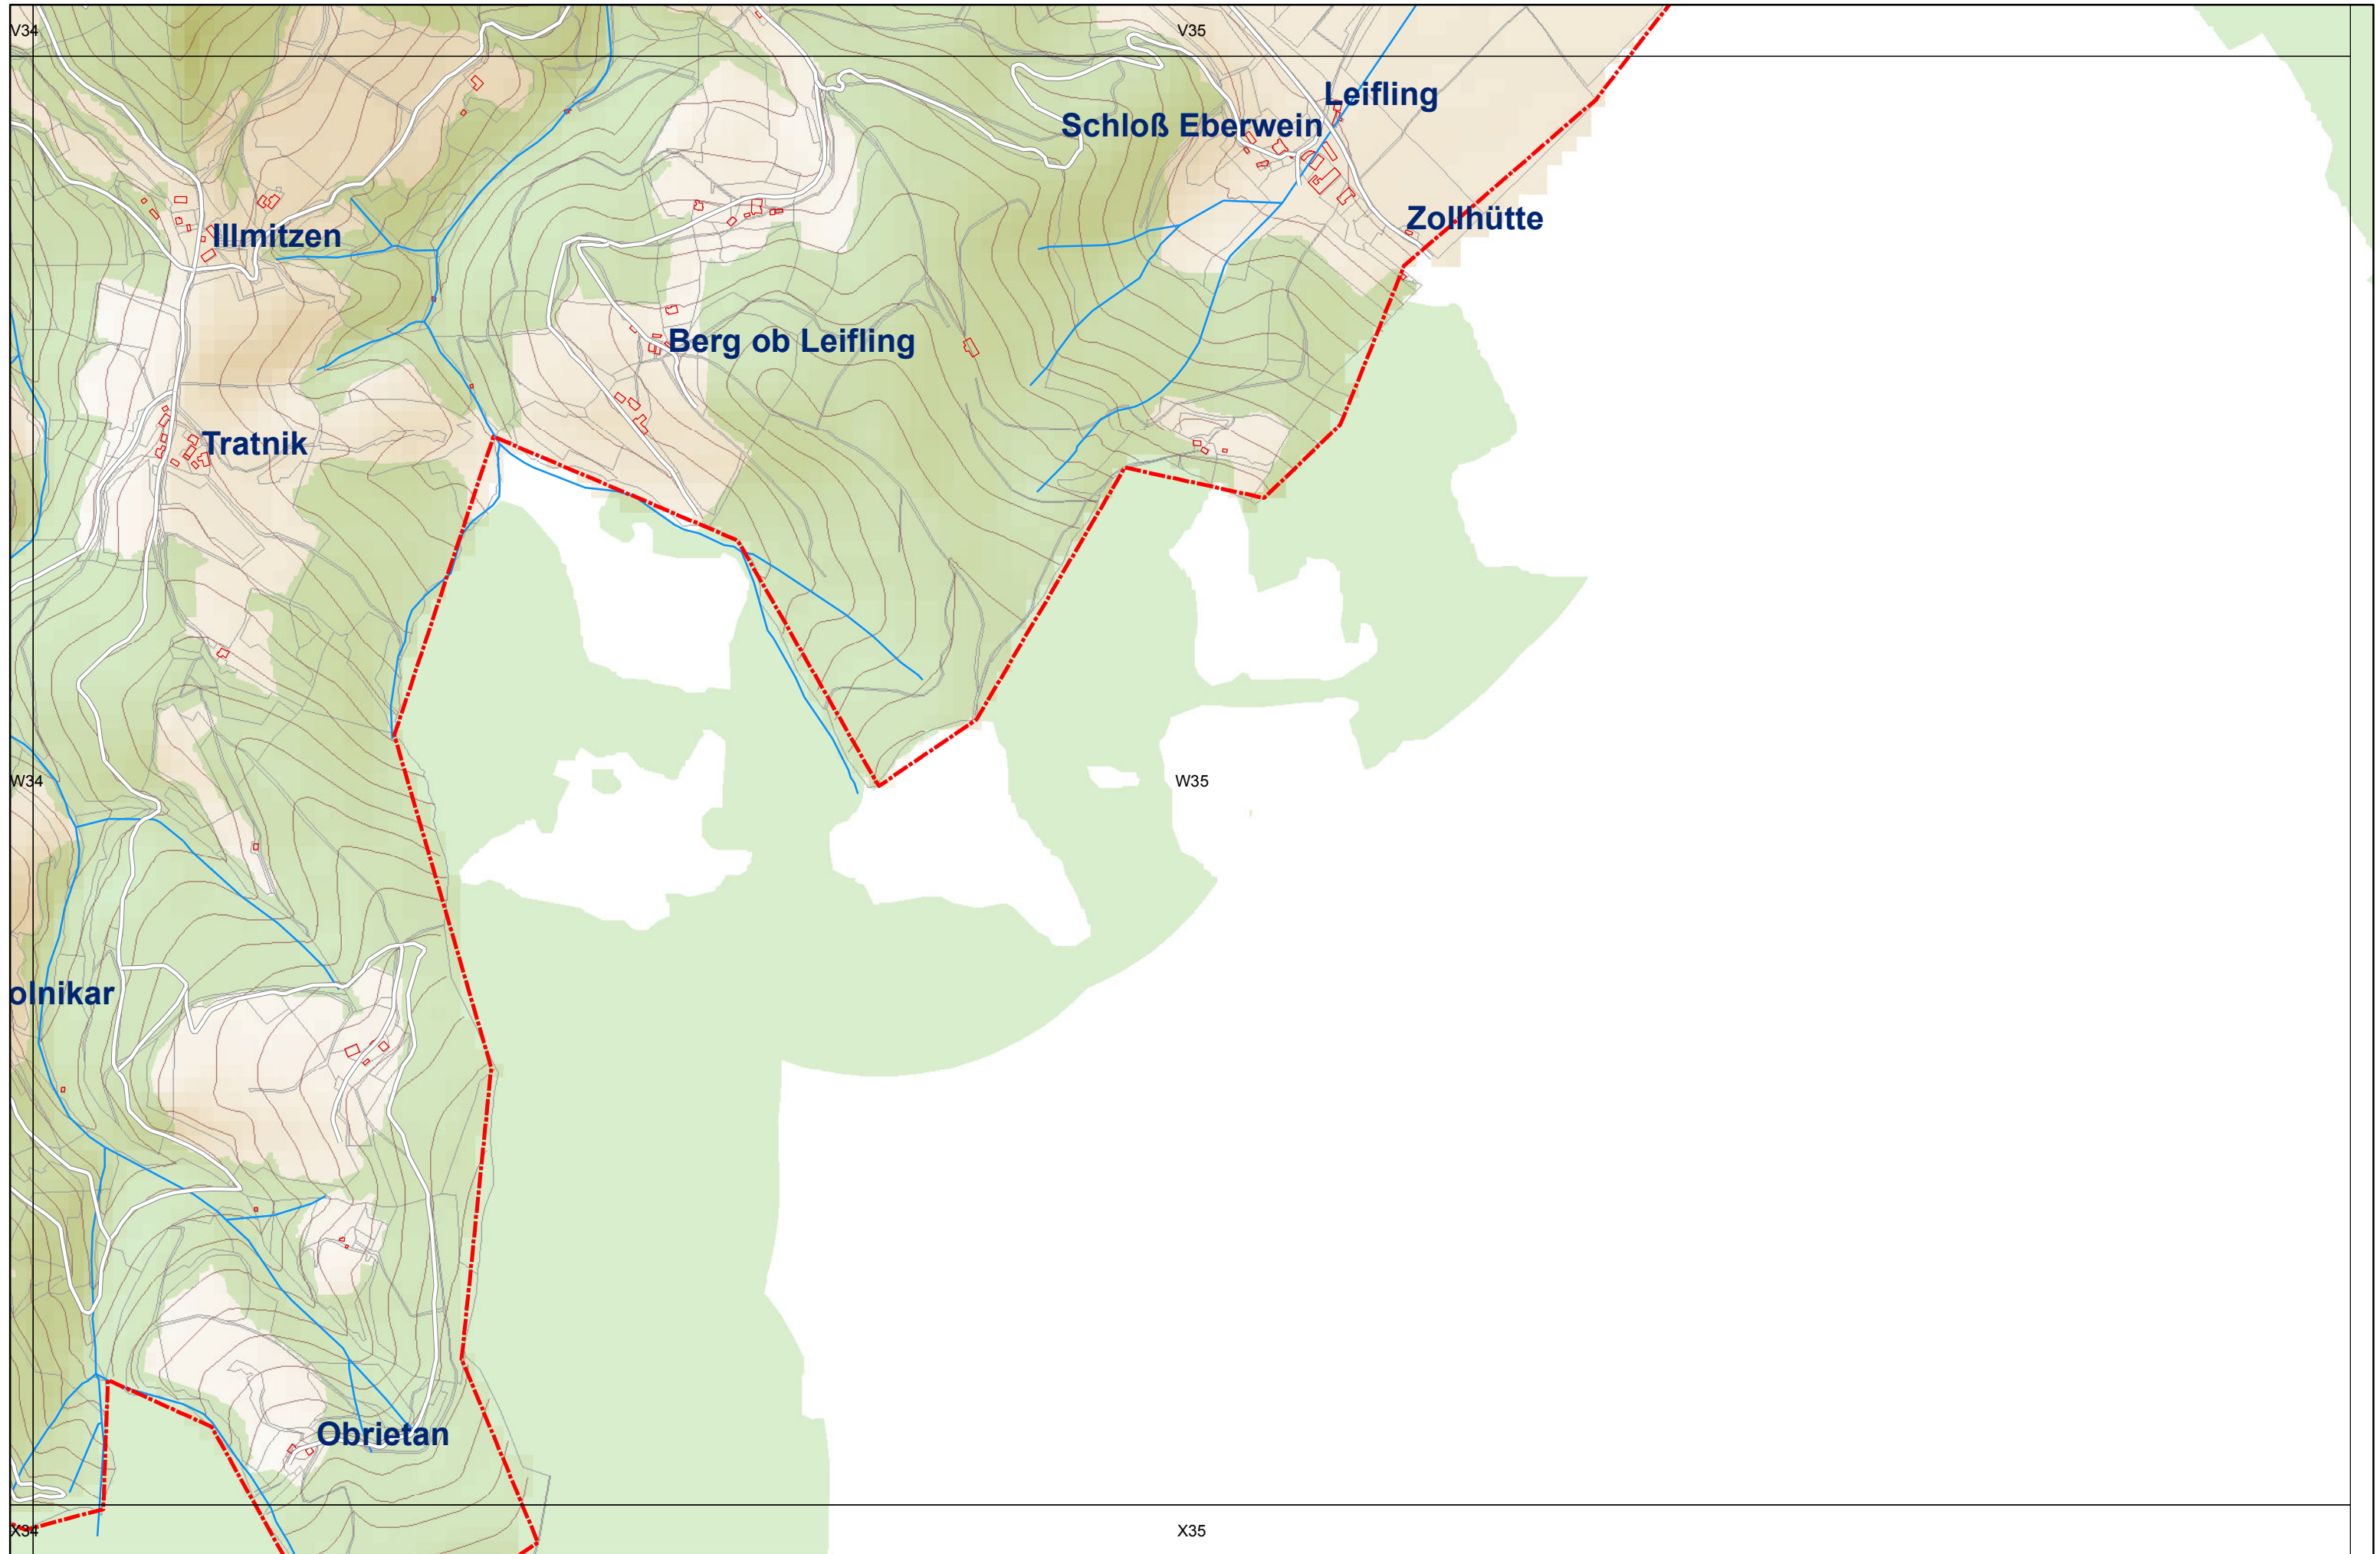 V34
V35
Leifling
Schloß Eberwein
Zollhütte
Illmitzen
Berg ob Leifling
Tratnik
W34
W35
olnikar
Obrietan
X34
X35